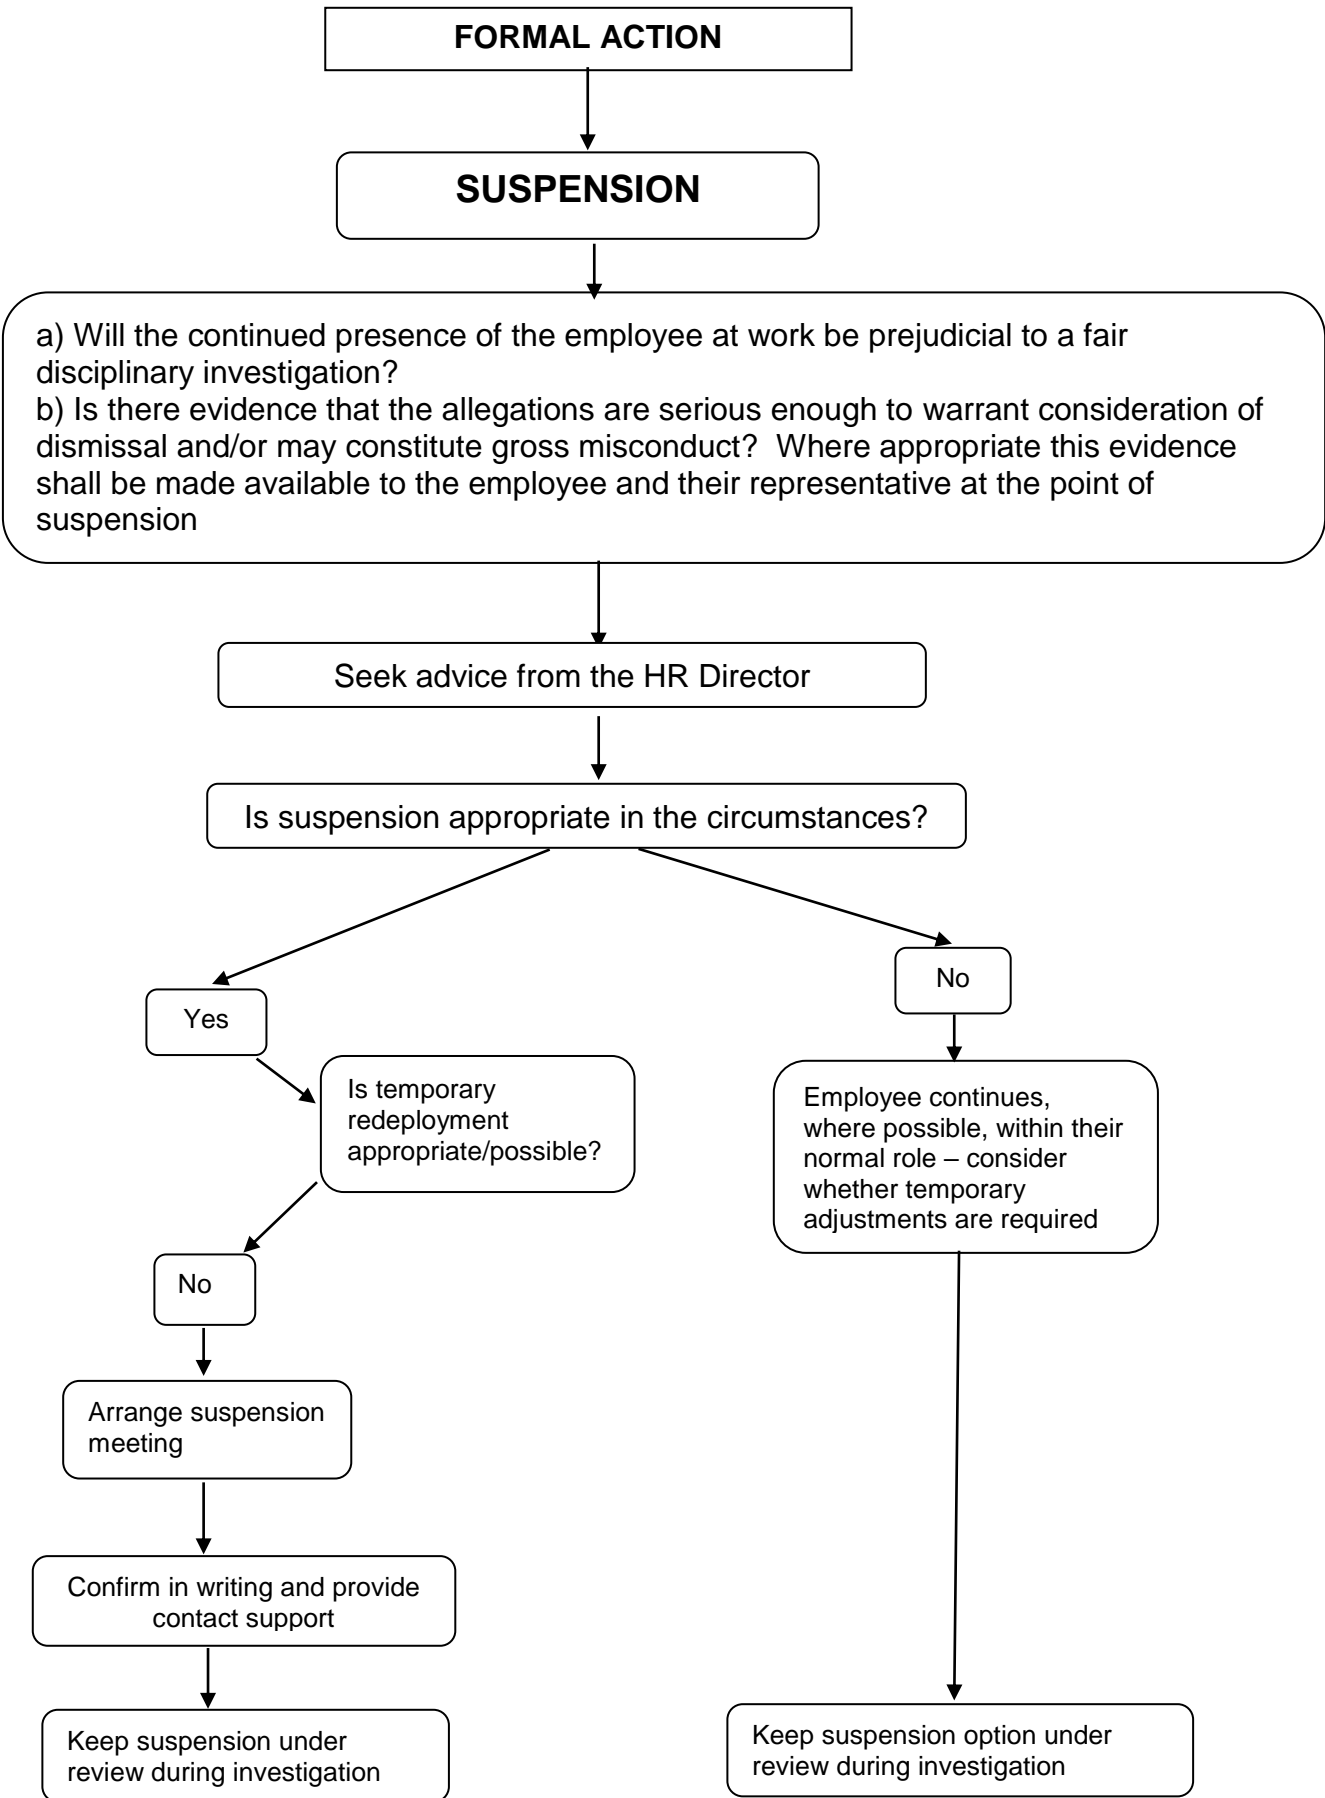 FORMAL ACTION
SUSPENSION
a) Will the continued presence of the employee at work be prejudicial to a fair
disciplinary investigation?
b) Is there evidence that the allegations are serious enough to warrant consideration of
dismissal and/or may constitute gross misconduct?  Where appropriate this evidence
shall be made available to the employee and their representative at the point of
suspension
Seek advice from the HR Director
Is suspension appropriate in the circumstances?
Yes
No
Is temporary
redeployment
appropriate/possible?
Employee continues,
where possible, within their
normal role – consider
whether temporary
adjustments are required
No
Arrange suspension
meeting
Confirm in writing and provide
contact support
Keep suspension under
review during investigation
Keep suspension option under
review during investigation